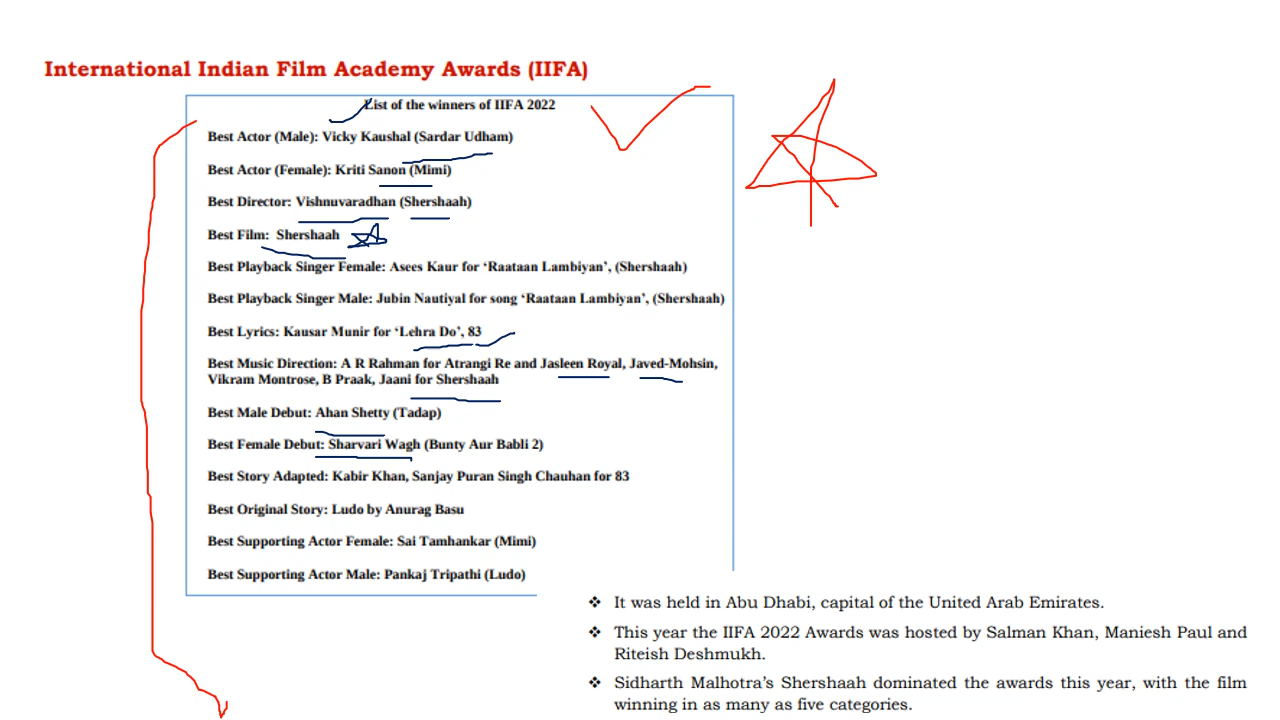 International Indian Film Academy Awards (IIFA)
List of the winners of IIFA 2022
Best Actor (Male): Vicky Kaushal (Sardar Udham)
Best Actor (Female): Kriti Sanon (Mimi)
Best Director: Vishnuvaradhan (Shershaah)
Best Film: Shershaah
Best Playback Singer Female: Asees Kaur for ‘Raataan Lambiyan’, (Shershaah)
Best Playback Singer Male: Jubin Nautiyal for song ‘Raataan Lambiyan’, (Shershaah)
Best Lyrics: Kausar Munir for ‘Lehra Do’, 83
Best Music Direction: A R Rahman for Atrangi Re and Jasleen Royal, Javed-Mohsin,
Vikram Montrose, B Praak, Jaani for Shershaah
Best Male Debut: Ahan Shetty (Tadap)
Best Female Debut: Sharvari Wagh (Bunty Aur Babli 2)
Best Story Adapted: Kabir Khan, Sanjay Puran Singh Chauhan for 83
Best Original Story: Ludo by Anurag Basu
Best Supporting Actor Female: Sai Tamhankar (Mimi)
Best Supporting Actor Male: Pankaj Tripathi (Ludo)
❖ It was held in Abu Dhabi, capital of the United Arab Emirates.
❖ This year the IIFA 2022 Awards was hosted by Salman Khan, Maniesh Paul and
Riteish Deshmukh.
❖ Sidharth Malhotra’s Shershaah dominated the awards this year, with the film
winning in as many as five categories.